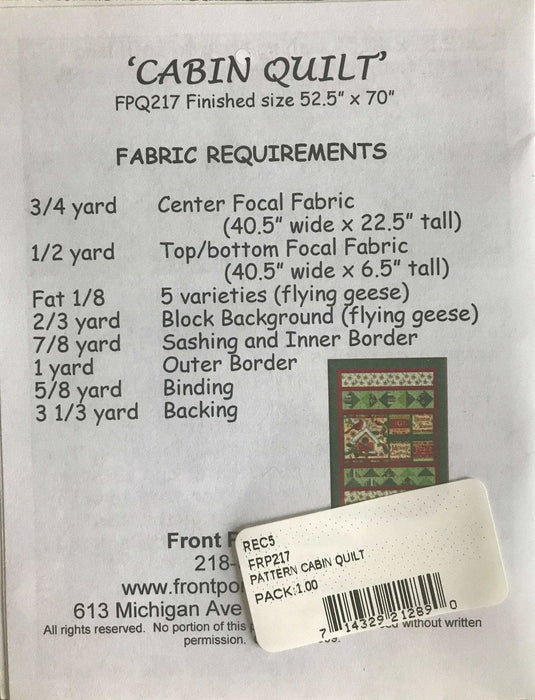 'CABIN QUILT'
FPQ217 Finished size 52.5" x 70"
FABRIC REQUIREMENTS
3/4 yard Center Focal Fabric
(40.5" wide x 22.5" tall)
1/2 yard Top/bottom Focal Fabric
(40.5" wide x 6.5" tall)
Fat 1/8 5 varieties (flying geese)
2/3 yard Block Background (flying geese)
7/8 yard Sashing and Inner Border
1 yard Outer Border
5/8 yard Binding
3 1/3 yard Backing
Front
218-
www.frontpo
613 Michigan Ave
All rights reserved. No portion of this without written
permission.
REC5
FRP217
PATTERN CABIN QUILT
PACK:1.00
7 14329 21289 0